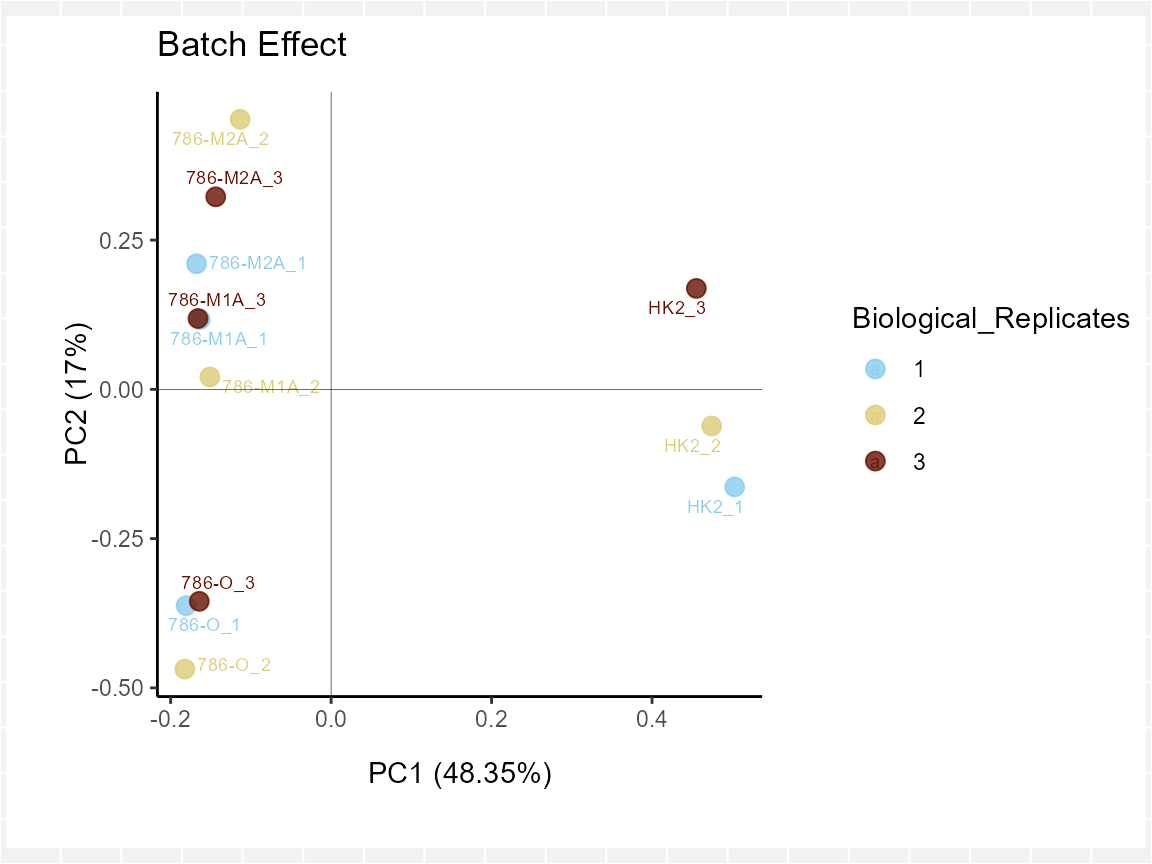 Batch Effect
786-M2A_2
786-M2A_3
0.25
786-M2A_1
786-M1A_3
HK2_3
786-M1A_1
786-M1A_2
0.00
HK2_2
HK2_1
-0.25
786-O_3
786-O_1
786-O_2
-0.50
-0.2 0.0 0.2 0.4
PC1 (48.35%)
PC2 (17%)
Biological_Replicates
a 1
a 2
a 3